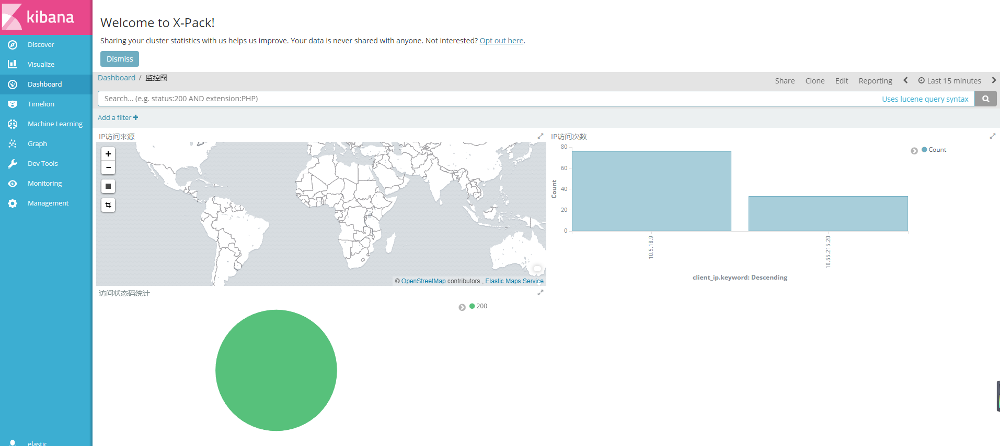 kibana
Discover
Visualize
Dashboard
Timelion
Machine Learning
Graph
Dev Tools
Monitoring
Management
elastic
Welcome to X-Pack!
Sharing your cluster statistics with us helps us improve. Your data is never shared with anyone. Not interested? Opt out here.
Dismiss
Dashboard / 监控图
Share Clone Edit Reporting Last 15 minutes
Search... (e.g. status:200 AND extension:PHP) Uses lucene query syntax
Add a filter +
IP访问来源
+
−
© OpenStreetMap contributors , Elastic Maps Service
IP访问次数
80
60
40
20
0
Count
Count
10.5.18.9
10.65.215.20
client_ip.keyword: Descending
访问状态码统计
200